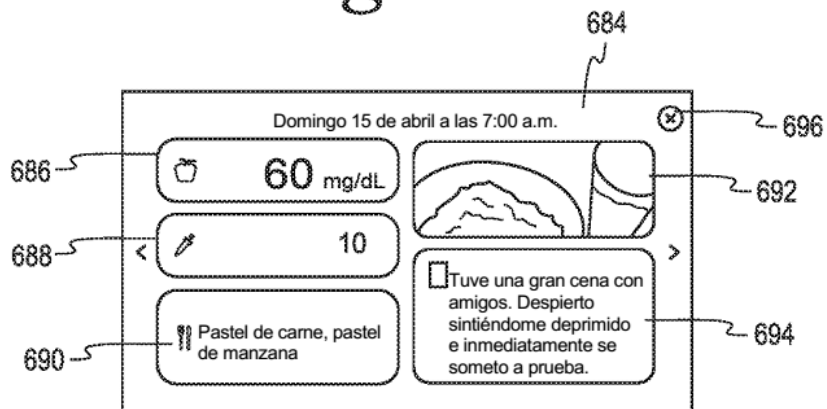 684
Domingo 15 de abril a las 7:00 a.m.
696
686
60 mg/dL
692
688
10
690
Pastel de carne, pastel
de manzana
Tuve una gran cena con
amigos. Despierto
sintiéndome deprimido
e inmediatamente se
someto a prueba.
694